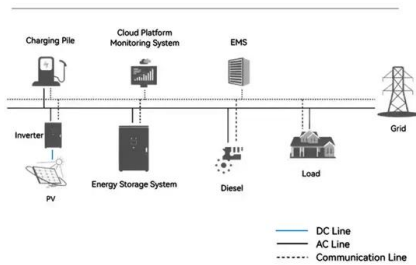 Charging Pile
Cloud Platform
Monitoring System
EMS
Grid
Inverter
PV
Energy Storage System
Diesel
Load
DC Line
AC Line
Communication Line